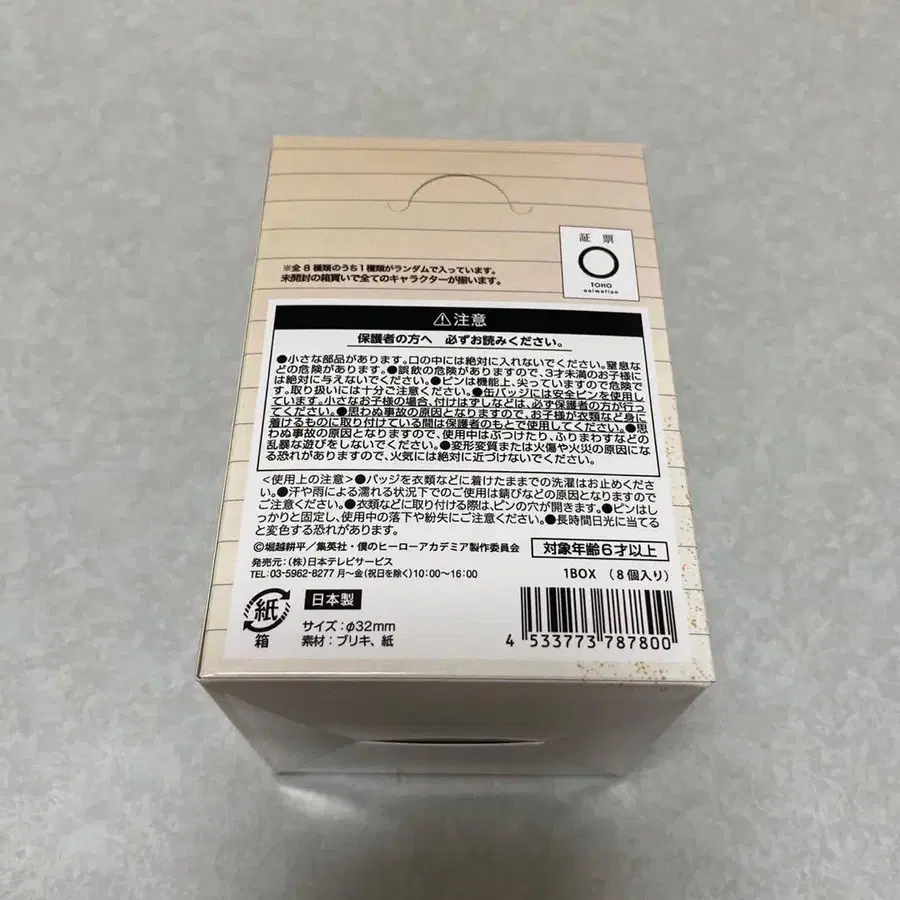 証 票
TOHO
animation
※全8種類のうち1種類がランダムで入っています。
未開封の箱買いで全てのキャラクターが揃います。
⚠注意
保護者の方へ 必ずお読みください。
●小さな部品があります。口の中には絶対に入れないでください。窒息な
どの危険があります。●誤飲の危険がありますので、3才未満のお子様に
は絶対に与えないでください。●ピンは機能上、尖っていますので危険で
す。取り扱いには十分ご注意ください。●缶バッジには安全ピンを使用し
ています。小さなお子様の場合、付けはずしなどは、必ず保護者の方が行っ
てください。●思わぬ事故の原因となりますので、お子様が衣類など身に
着けるものに取り付けている間は保護者のもとで使用してください。●思
わぬ事故の原因となりますので、使用中はぶつけたり、ふりまわすなどの
乱暴な遊びをしないでください。●変形変質または火傷や火災の原因にな
る恐れがありますので、火気には絶対に近づけないでください。
<使用上の注意>●バッジを衣類などに着けたままでの洗濯はお止めくださ
い。●汗や雨による濡れる状況下でのご使用は錆びなどの原因となりますので
ご注意ください。●衣類などに取り付ける際は、ピンの穴が開きます。●ピンはし
っかりと固定し、使用中の落下や紛失にご注意ください。●長時間日光に当てる
と変色する恐れがあります。
©堀越耕平/集英社・僕のヒーローアカデミア製作委員会
対象年齢6才以上
発売元:(株)日本テレビサービス
TEL:03-5962-8277 月~金(祝日を除く)10:00~16:00
1BOX (8個入り)
紙
箱
日本製
サイズ:φ32mm
素材:ブリキ、紙
4 533773 787800